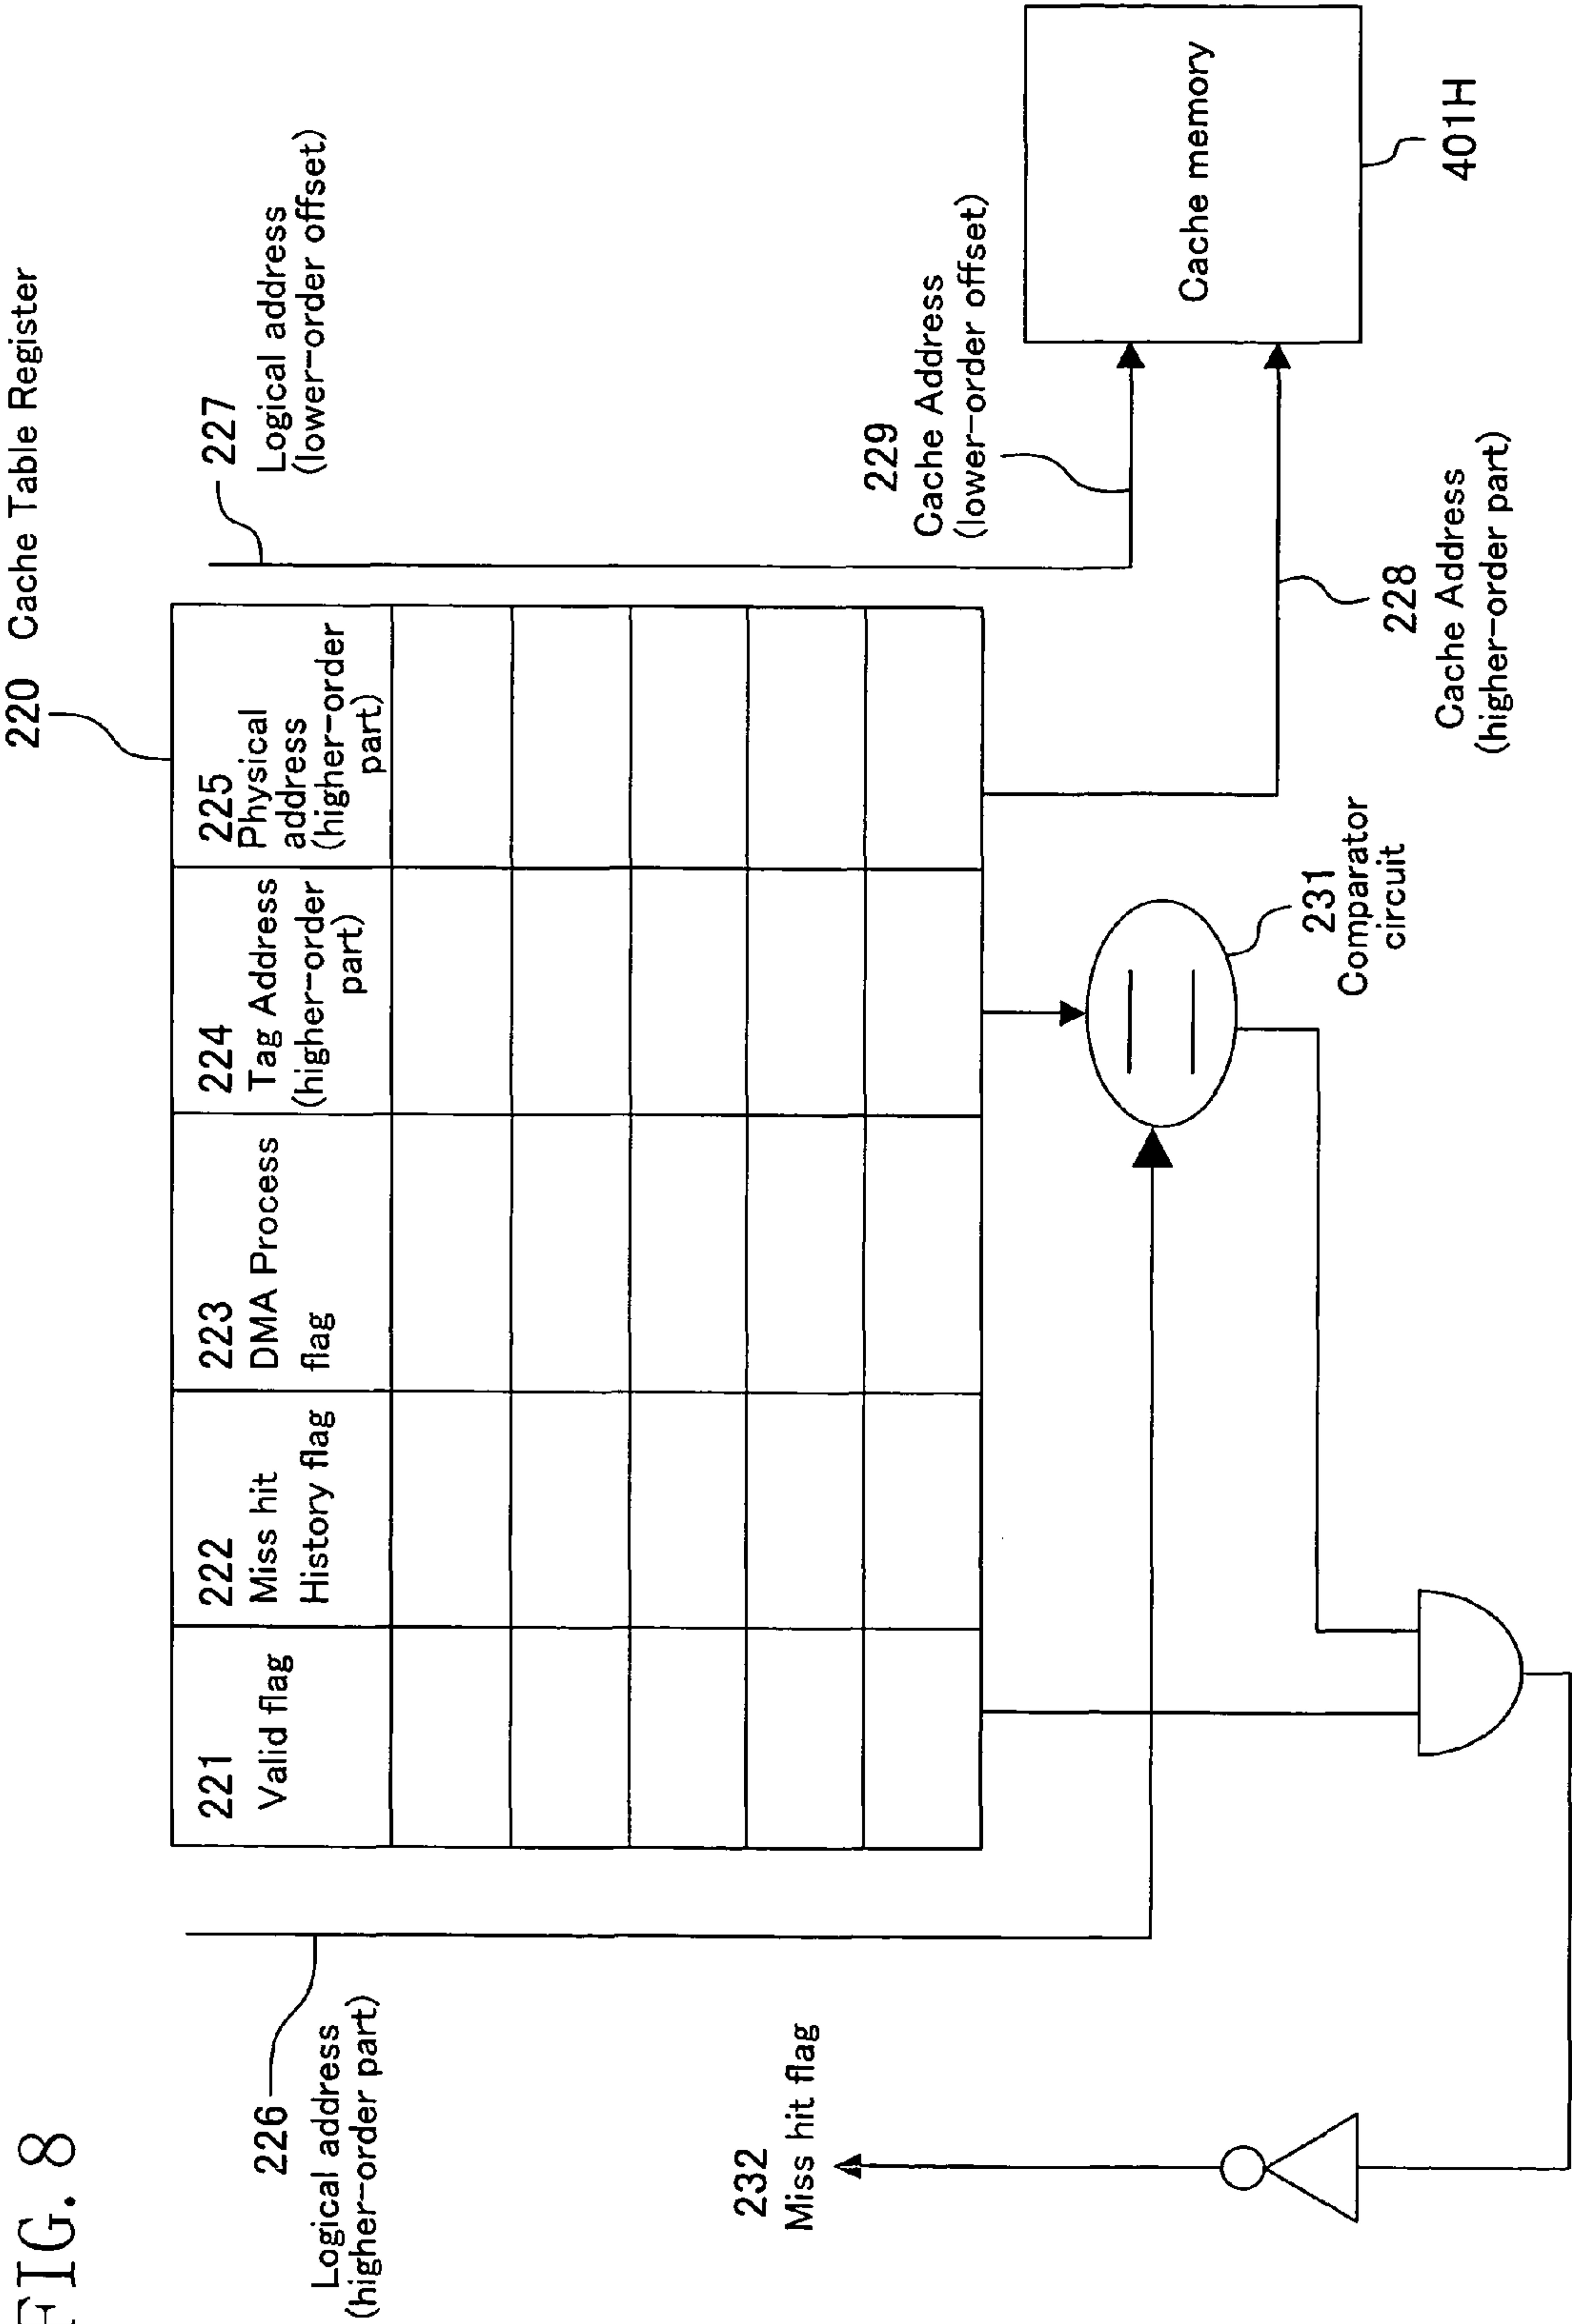 FIG. 8
220 Cache Table Register
226
Logical address
(higher-order part)
221
Valid flag
222
Miss hit
History flag
223
DMA Process
flag
224
Tag Address
(higher-order
part)
225
Physical
address
(higher-order
part)
227
Logical address
(lower-order offset)
232
Miss hit flag
231
Comparator
circuit
229
Cache Address
(lower-order offset)
228
Cache Address
(higher-order part)
Cache memory
401H